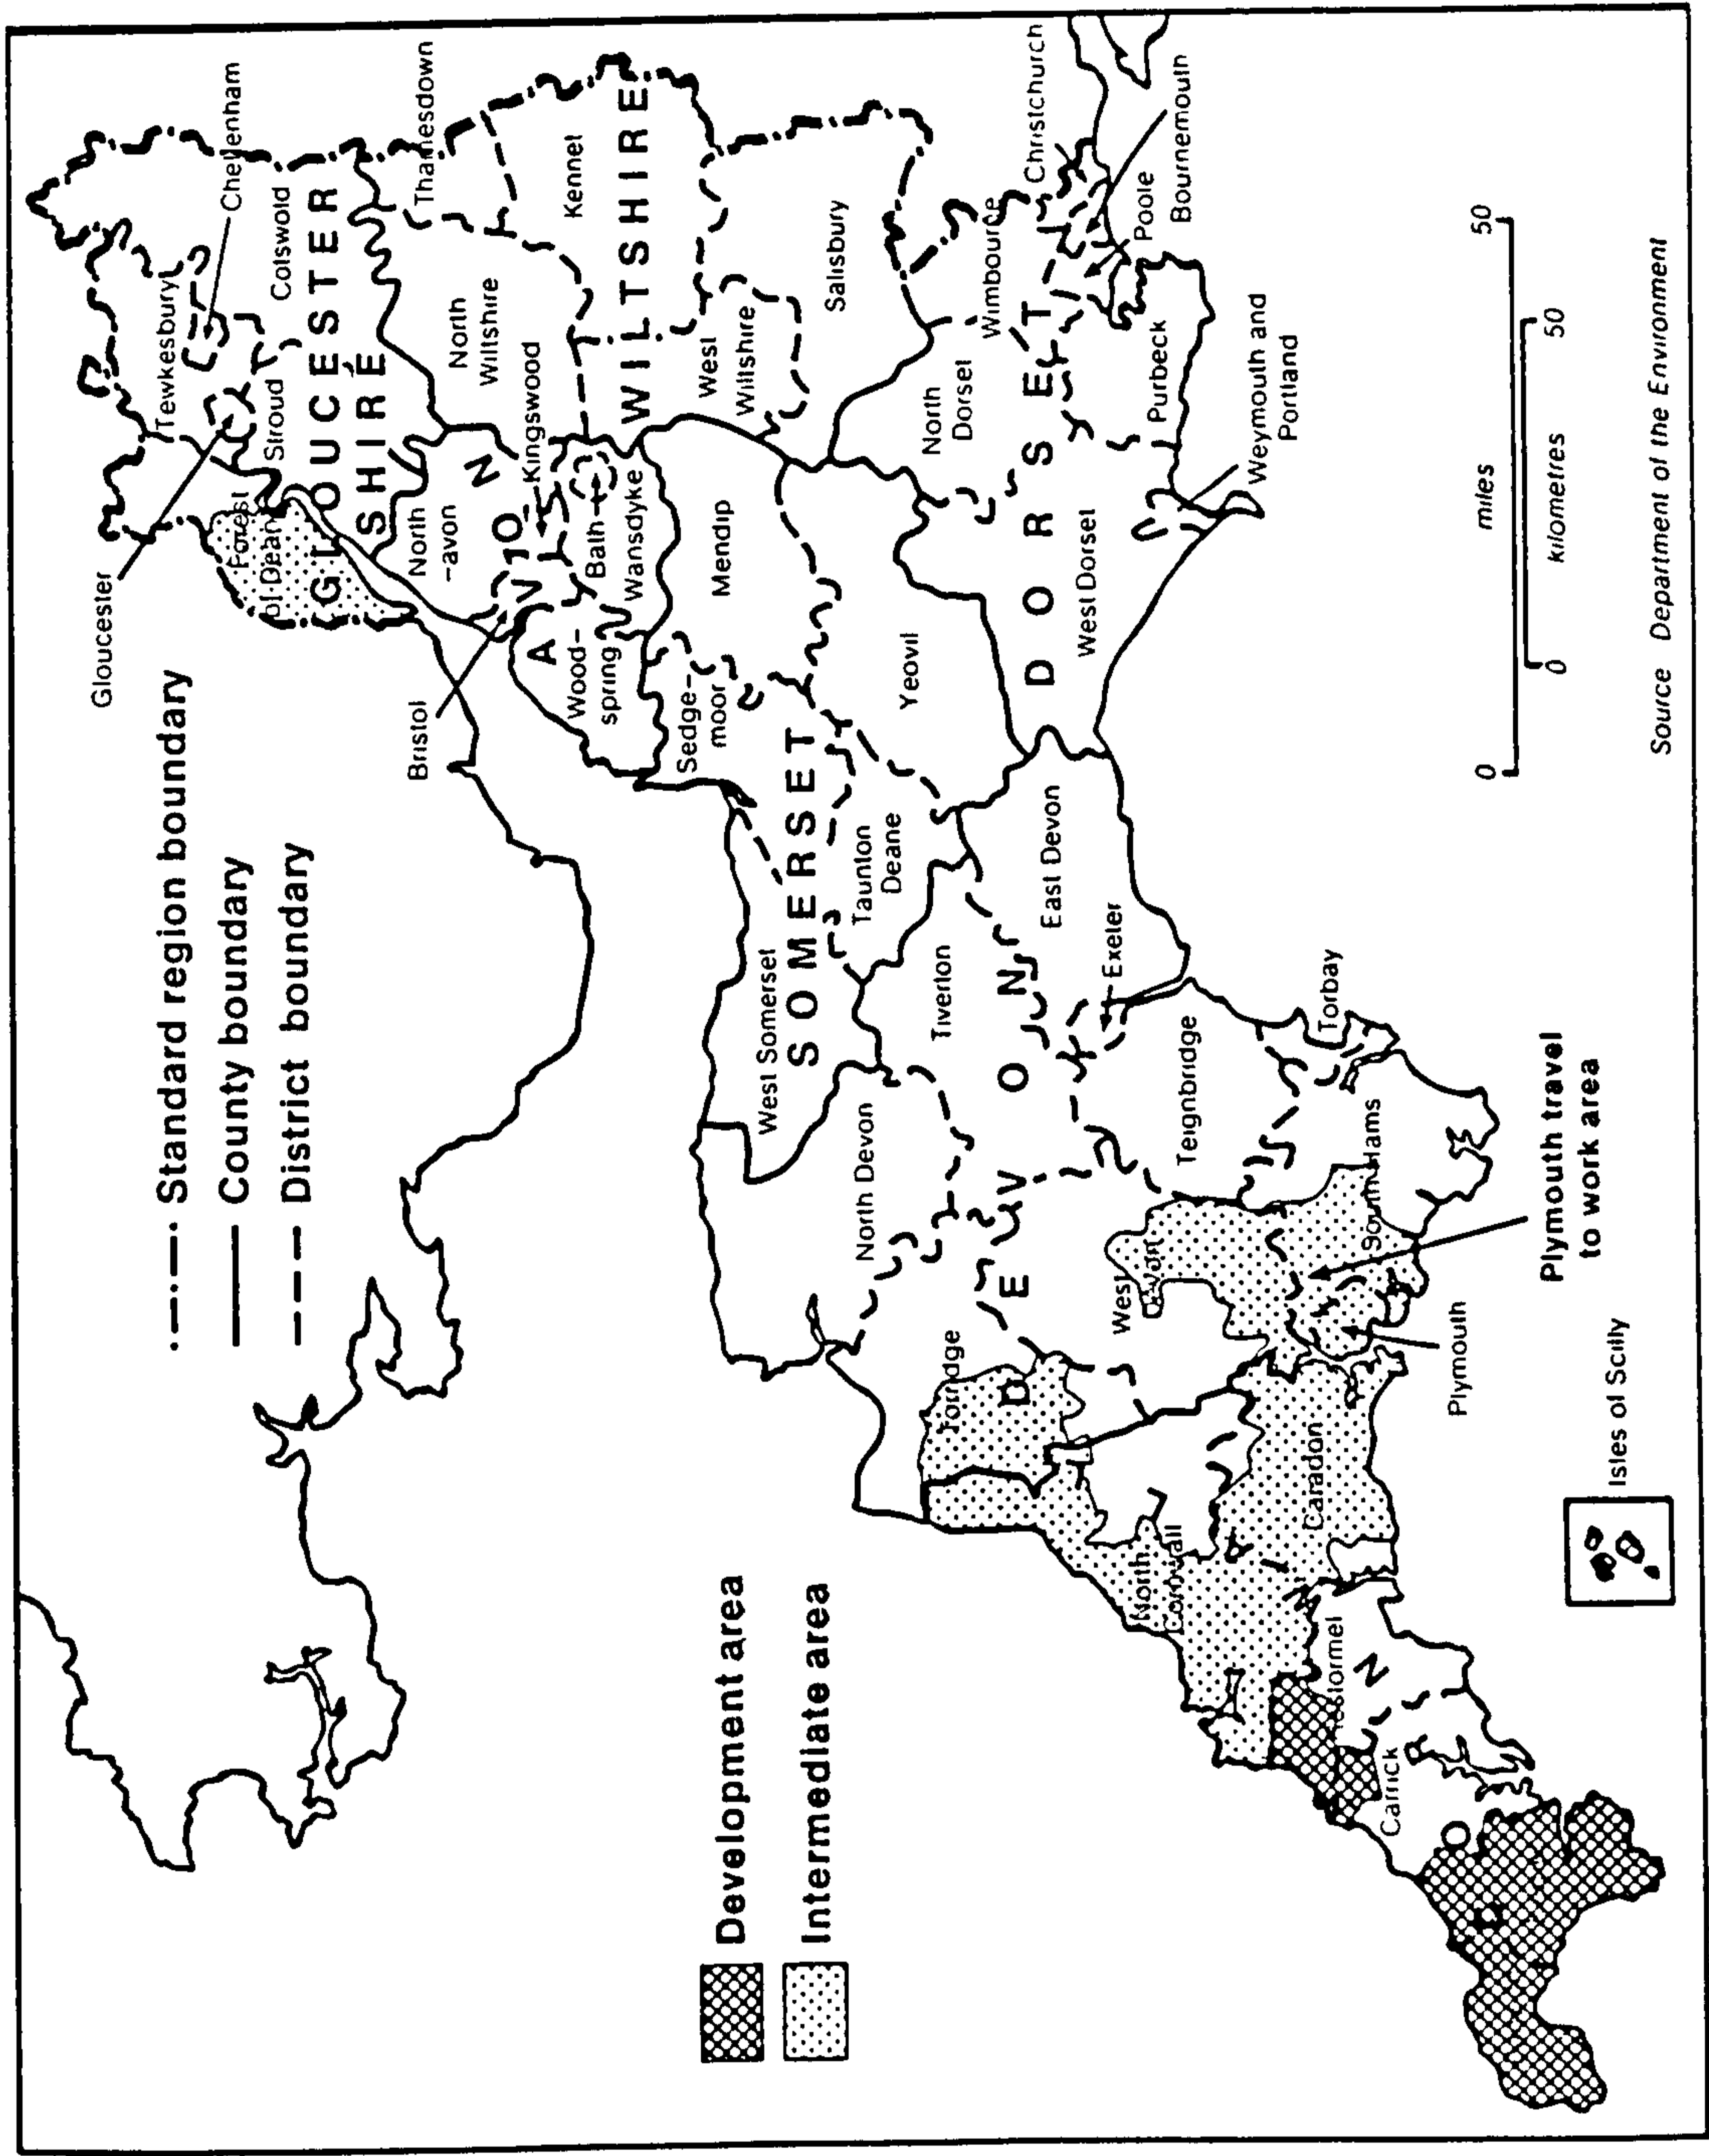 Standard region boundary
County boundary
District boundary
Development area
Intermediate area
Gloucester
Tewkesbury
Cheltenham
Cotswold
Stroud
Forest
of Dean
GLOUCESTER
SHIRE
Thamesdown
North
Wiltshire
Kennet
WILTSHIRE
West
Wiltshire
Salisbury
Bristol
North
-avon
Kingswood
AVON
Bath
Wansdyke
Wood-
spring
Sedge-
moor
Mendip
West Somerset
SOMERSET
Taunton
Deane
Yeovil
North
Dorset
Wimbourne
Christchurch
Bournemouth
Poole
DORSET
Purbeck
West Dorset
Weymouth and
Portland
North Devon
Torridge
Tiverton
East Devon
DEVON
Exeter
West
Devon
Teignbridge
Torbay
South Hams
Plymouth
Plymouth travel
to work area
North
Cornwall
Caradon
Carrick
Isles of Scilly
0 50
miles
0 50
kilometres
Source Department of the Environment